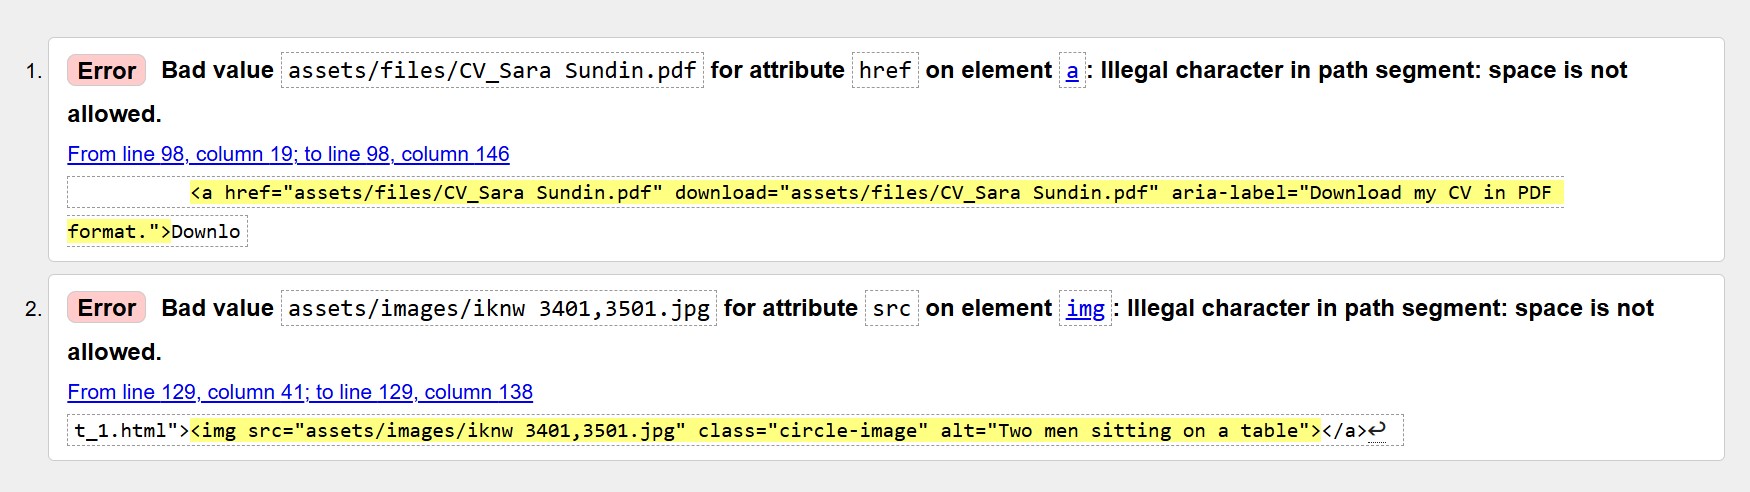 1. Error Bad value assets/files/CV_Sara Sundin.pdf for attribute href on element a: Illegal character in path segment: space is not
allowed.
From line 98, column 19; to line 98, column 146
<a href="assets/files/CV_Sara Sundin.pdf" download="assets/files/CV_Sara Sundin.pdf" aria-label="Download my CV in PDF
format.">Downlo
2. Error Bad value assets/images/iknw 3401,3501.jpg for attribute src on element img: Illegal character in path segment: space is not
allowed.
From line 129, column 41; to line 129, column 138
t_1.html"><img src="assets/images/iknw 3401,3501.jpg" class="circle-image" alt="Two men sitting on a table"></a>↩